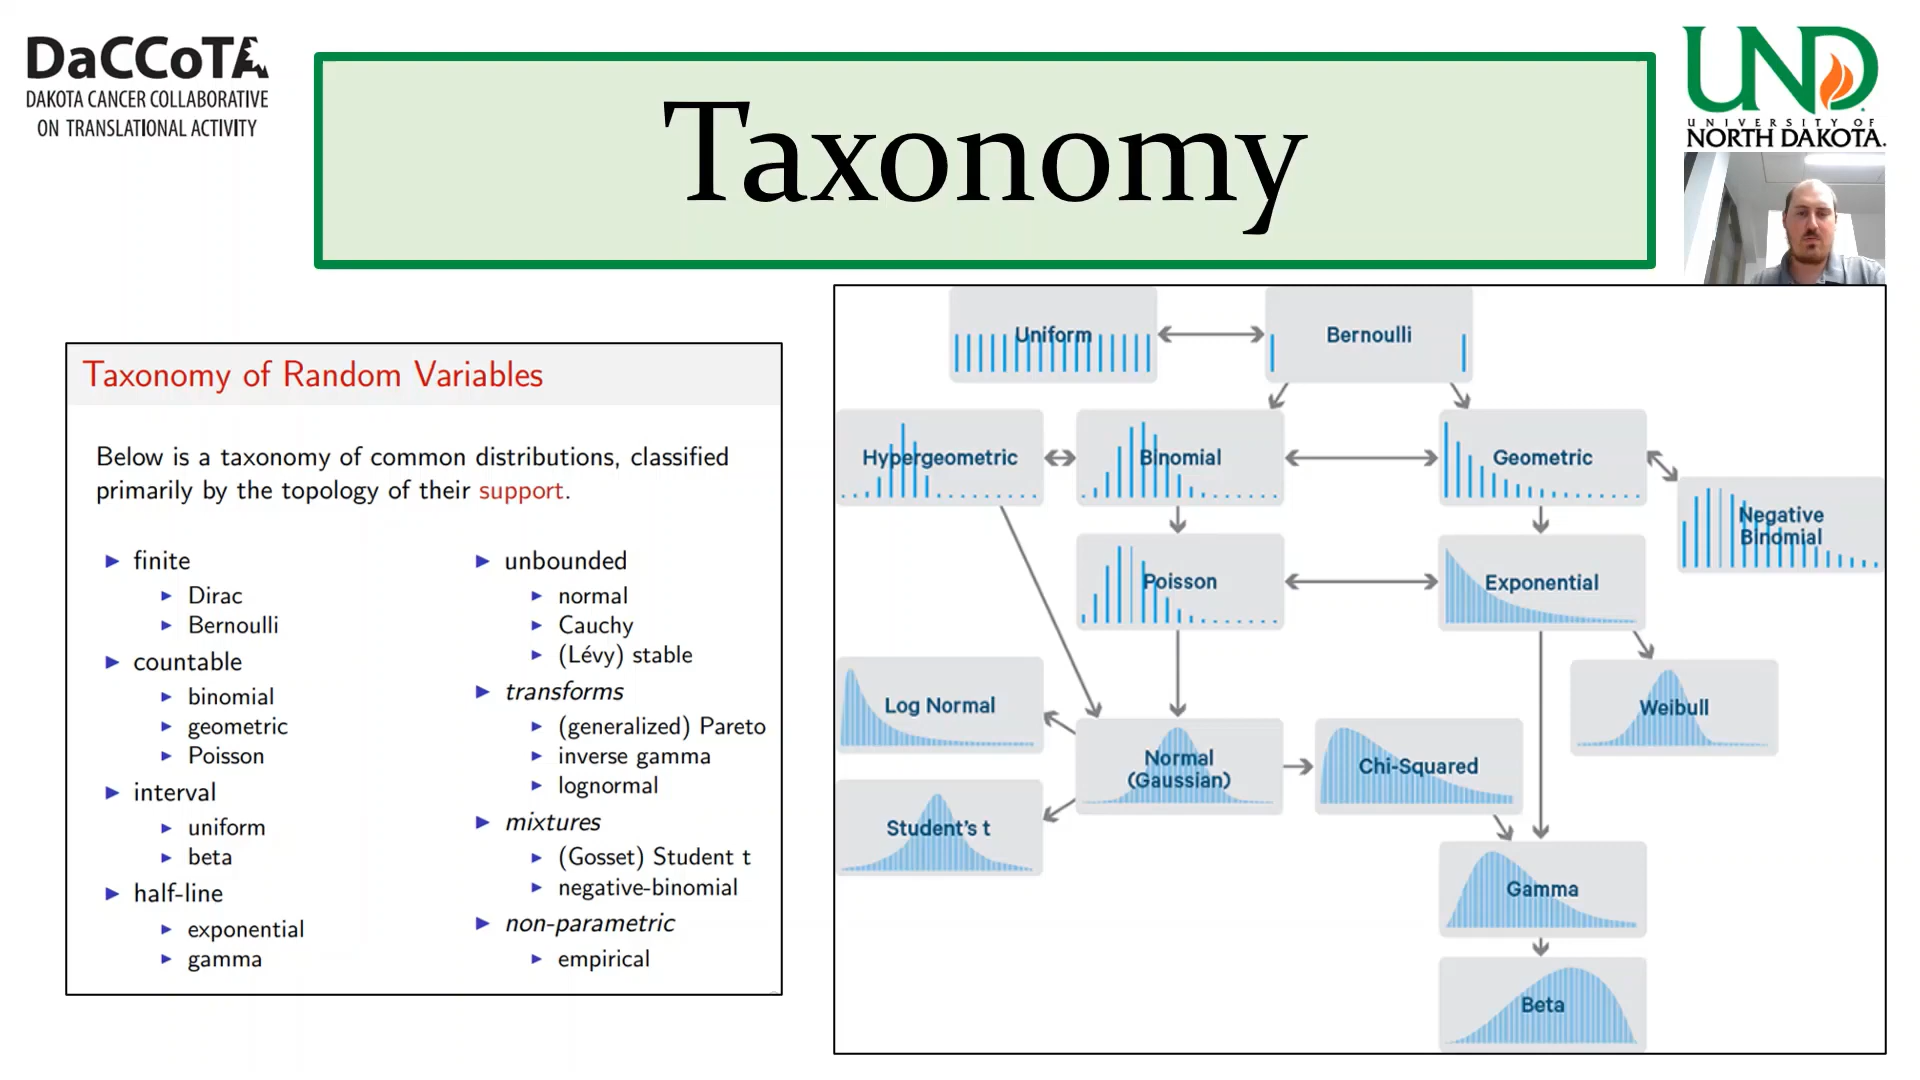 DaCCoTA
DAKOTA CANCER COLLABORATIVE
ON TRANSLATIONAL ACTIVITY
Taxonomy
UND
UNIVERSITY OF
NORTH DAKOTA.
Taxonomy of Random Variables
Below is a taxonomy of common distributions, classified
primarily by the topology of their support.
finite
Dirac
Bernoulli
countable
binomial
geometric
Poisson
interval
uniform
beta
half-line
exponential
gamma
unbounded
normal
Cauchy
(Lévy) stable
transforms
(generalized) Pareto
inverse gamma
lognormal
mixtures
(Gosset) Student t
negative-binomial
non-parametric
empirical
Uniform
Bernoulli
Hypergeometric
Binomial
Geometric
Negative
Binomial
Poisson
Exponential
Log Normal
Weibull
Normal
(Gaussian)
Chi-Squared
Student's t
Gamma
Beta